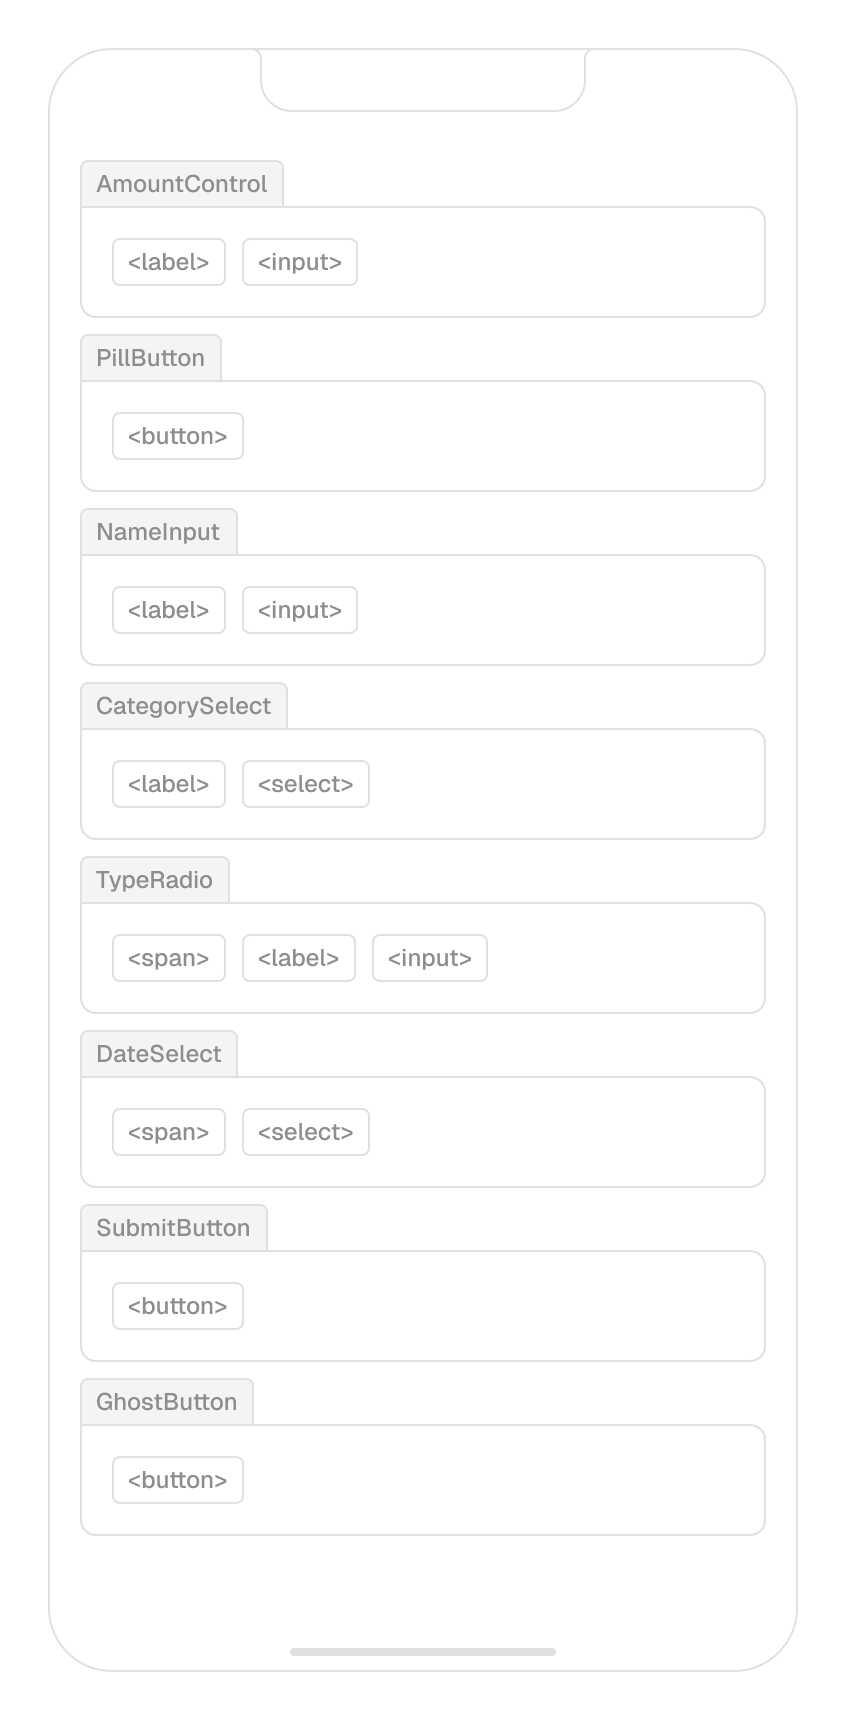 AmountControl
<label> <input>
PillButton
<button>
NameInput
<label> <input>
CategorySelect
<label> <select>
TypeRadio
<span> <label> <input>
DateSelect
<span> <select>
SubmitButton
<button>
GhostButton
<button>